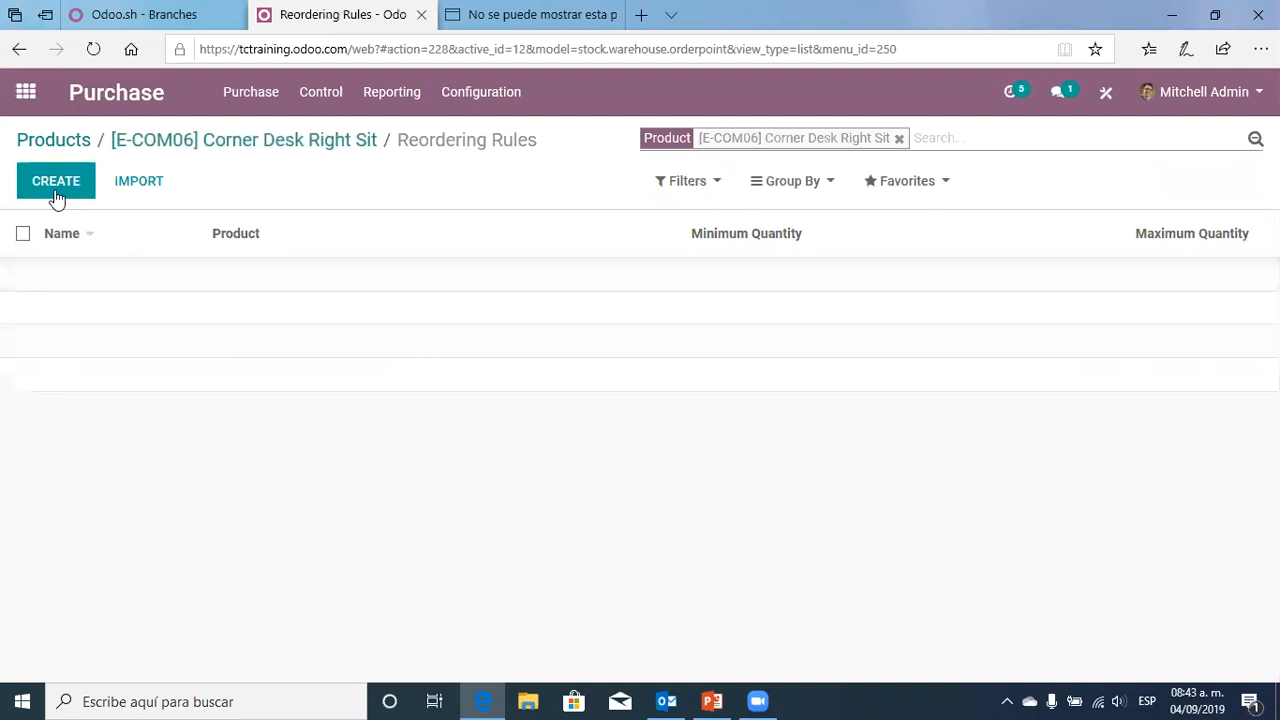 Odoo.sh - Branches
Reordering Rules - Odo
No se puede mostrar esta p
https://tctraining.odoo.com/web?#action=228&active_id=12&model=stock.warehouse.orderpoint&view_type=list&menu_id=250
Purchase Purchase Control Reporting Configuration 5 1 Mitchell Admin
Products / [E-COM06] Corner Desk Right Sit / Reordering Rules
Product [E-COM06] Corner Desk Right Sit Search...
CREATE IMPORT Filters Group By Favorites
Name Product Minimum Quantity Maximum Quantity
Escribe aquí para buscar
ESP
08:43 a. m.
04/09/2019
1